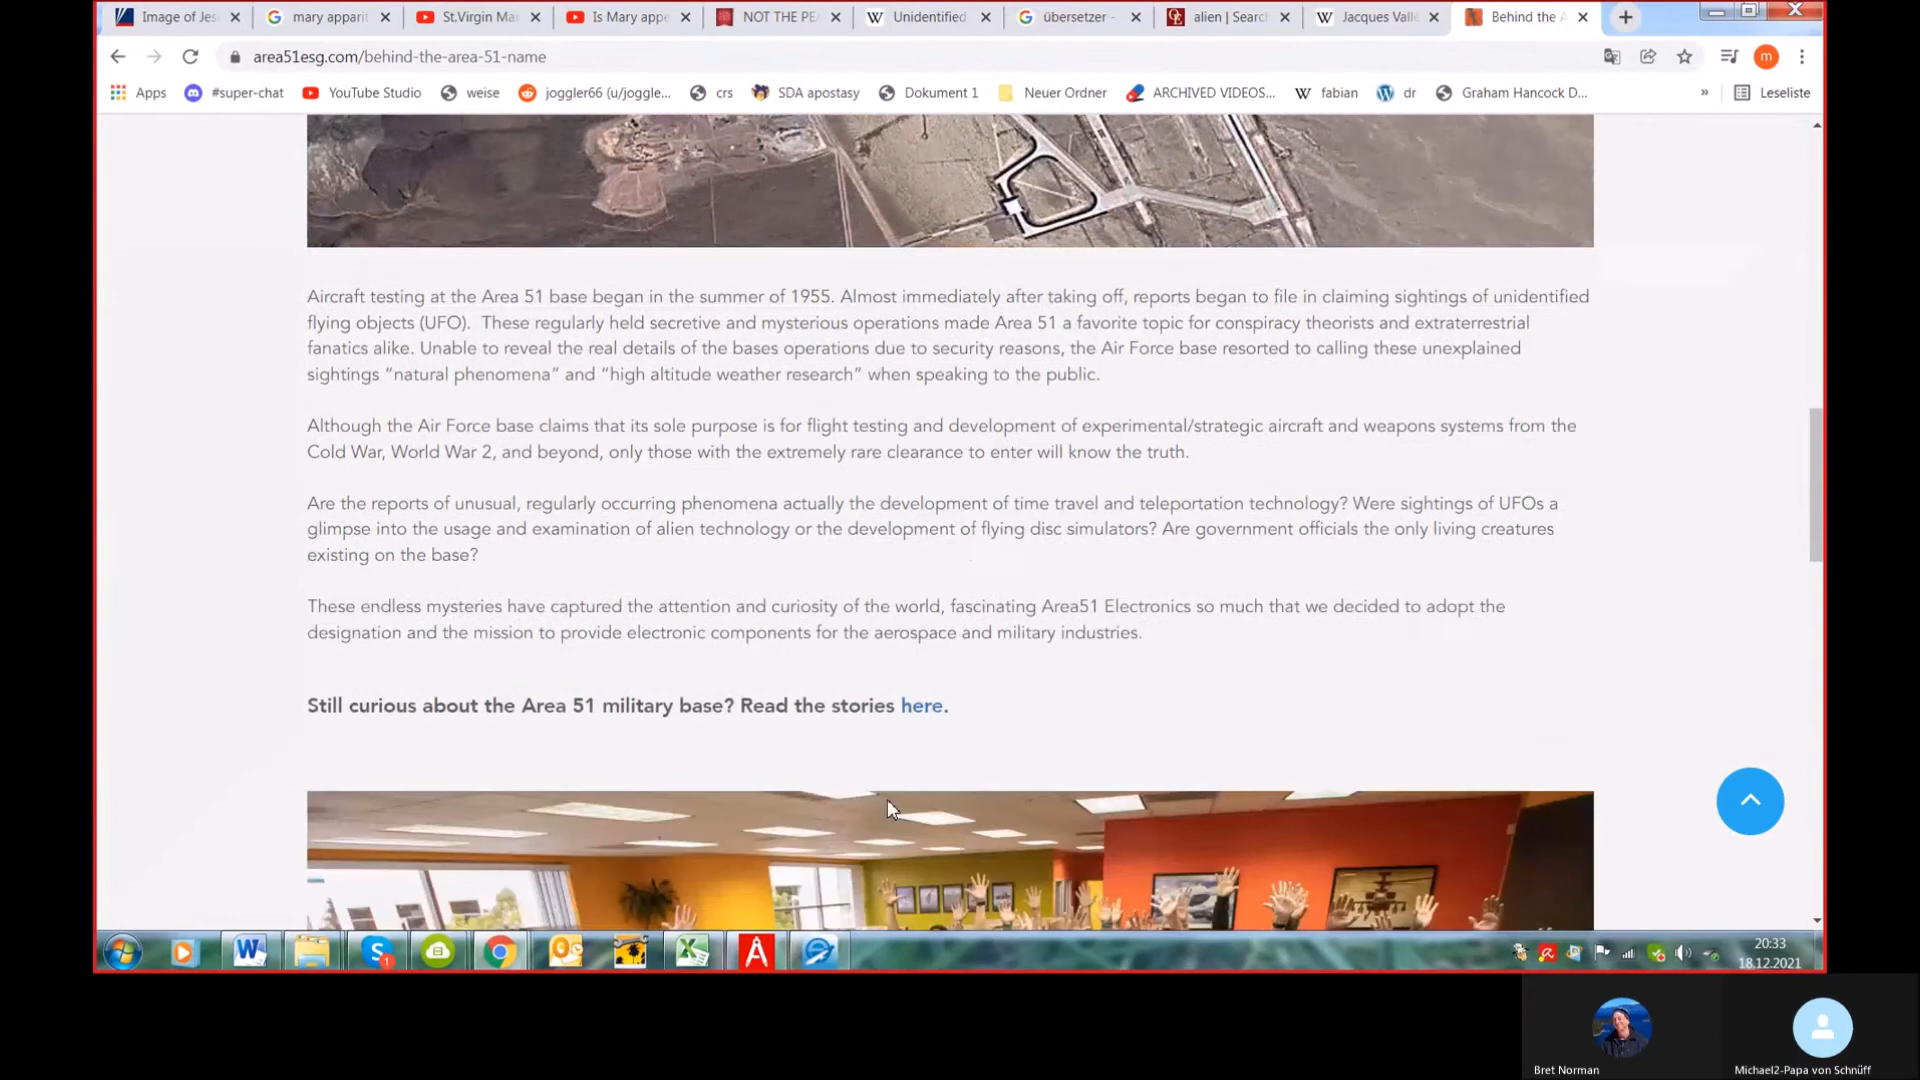 Image of Jes
mary apparit
St.Virgin Ma
Is Mary appe
NOT THE PE
Unidentified
übersetzer -
alien | Searc
Jacques Vall
Behind the A
area51esg.com/behind-the-area-51-name
m
Apps
#super-chat
YouTube Studio
weise
joggler66 (u/joggle...
crs
SDA apostasy
Dokument 1
Neuer Ordner
ARCHIVED VIDEOS...
fabian
dr
Graham Hancock D...
»
Leseliste
Aircraft testing at the Area 51 base began in the summer of 1955. Almost immediately after taking off, reports began to file in claiming sightings of unidentified
flying objects (UFO).  These regularly held secretive and mysterious operations made Area 51 a favorite topic for conspiracy theorists and extraterrestrial
fanatics alike. Unable to reveal the real details of the bases operations due to security reasons, the Air Force base resorted to calling these unexplained
sightings “natural phenomena” and “high altitude weather research” when speaking to the public.
Although the Air Force base claims that its sole purpose is for flight testing and development of experimental/strategic aircraft and weapons systems from the
Cold War, World War 2, and beyond, only those with the extremely rare clearance to enter will know the truth.
Are the reports of unusual, regularly occurring phenomena actually the development of time travel and teleportation technology? Were sightings of UFOs a
glimpse into the usage and examination of alien technology or the development of flying disc simulators? Are government officials the only living creatures
existing on the base?
These endless mysteries have captured the attention and curiosity of the world, fascinating Area51 Electronics so much that we decided to adopt the
designation and the mission to provide electronic components for the aerospace and military industries.
Still curious about the Area 51 military base? Read the stories here.
20:33
18.12.2021
Bret Norman
Michael2-Papa von Schnüff